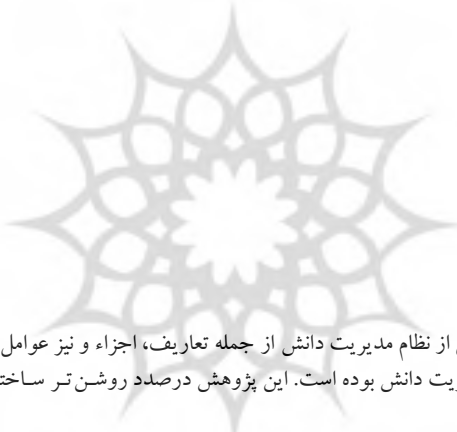 از نظام مدیریت دانش از جمله تعاریف، اجزاء و نیز عوامل
یت دانش بوده است. این پژوهش درصدد روشن‌تر ساخت